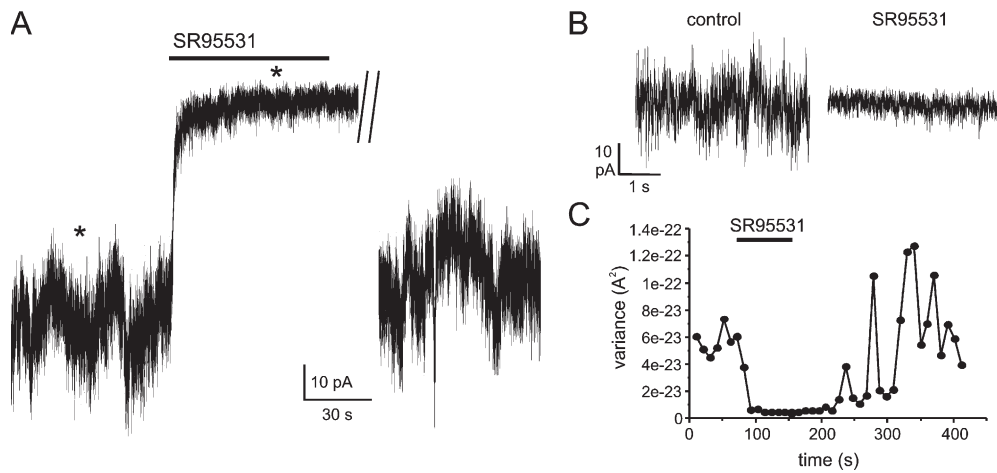 A
SR95531
*
*
10 pA
30 s
B
control
SR95531
10
pA
1 s
C
SR95531
1.4e-22
1.2e-22
1e-22
8e-23
6e-23
4e-23
2e-23
0
variance (A²)
0
100
200
300
400
time (s)